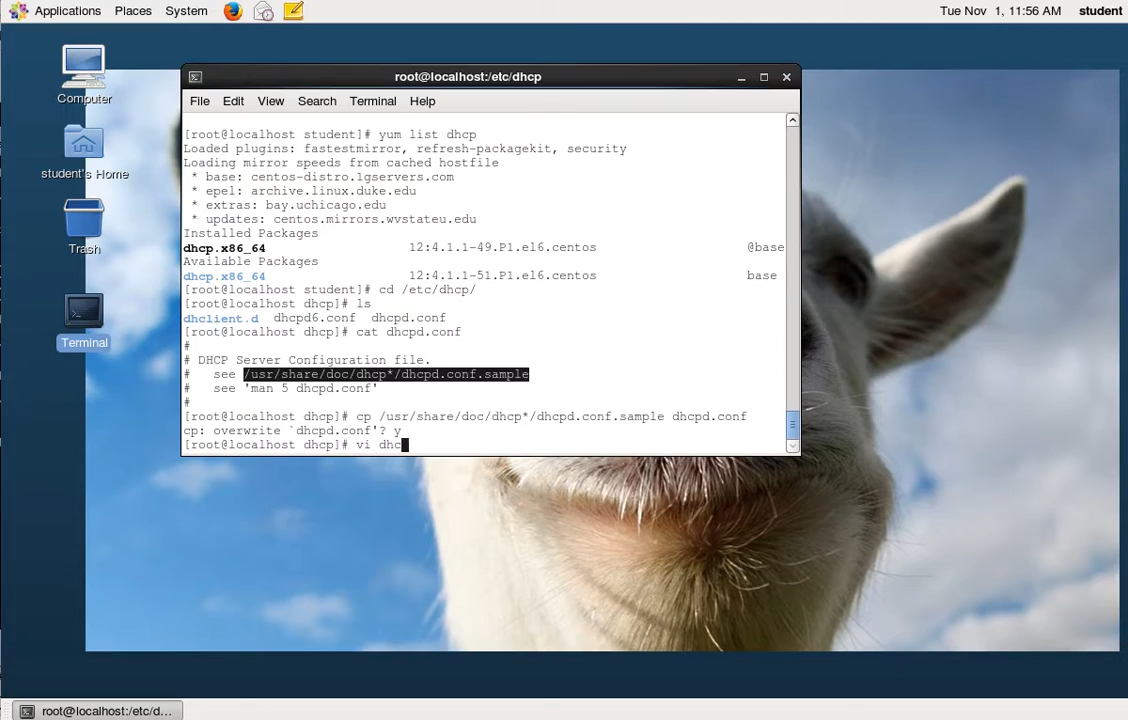 Applications Places System Tue Nov 1, 11:56 AM student
Computer
student's Home
Trash
Terminal
root@localhost:/etc/dhcp
File Edit View Search Terminal Help
[root@localhost student]# yum list dhcp
Loaded plugins: fastestmirror, refresh-packagekit, security
Loading mirror speeds from cached hostfile
* base: centos-distro.lgservers.com
* epel: archive.linux.duke.edu
* extras: bay.uchicago.edu
* updates: centos.mirrors.wvstateu.edu
Installed Packages
dhcp.x86_64 12:4.1.1-49.P1.el6.centos @base
Available Packages
dhcp.x86_64 12:4.1.1-51.P1.el6.centos base
[root@localhost student]# cd /etc/dhcp/
[root@localhost dhcp]# ls
dhclient.d dhcpd6.conf dhcpd.conf
[root@localhost dhcp]# cat dhcpd.conf
#
# DHCP Server Configuration file.
# see /usr/share/doc/dhcp*/dhcpd.conf.sample
# see 'man 5 dhcpd.conf'
#
[root@localhost dhcp]# cp /usr/share/doc/dhcp*/dhcpd.conf.sample dhcpd.conf
cp: overwrite `dhcpd.conf'? y
[root@localhost dhcp]# vi dhc
root@localhost:/etc/d...